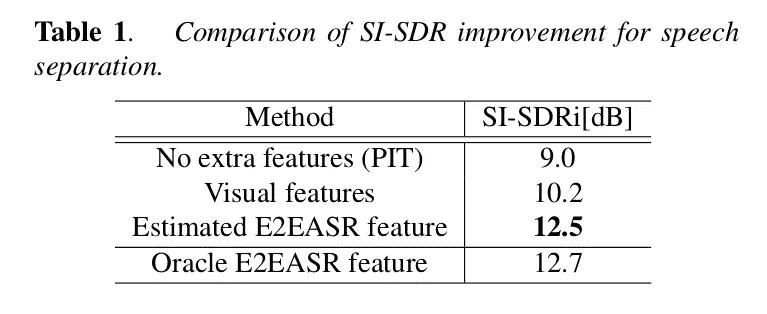 Table 1. Comparison of SI-SDR improvement for speech
separation.
Method SI-SDRi[dB]
No extra features (PIT) 9.0
Visual features 10.2
Estimated E2EASR feature 12.5
Oracle E2EASR feature 12.7